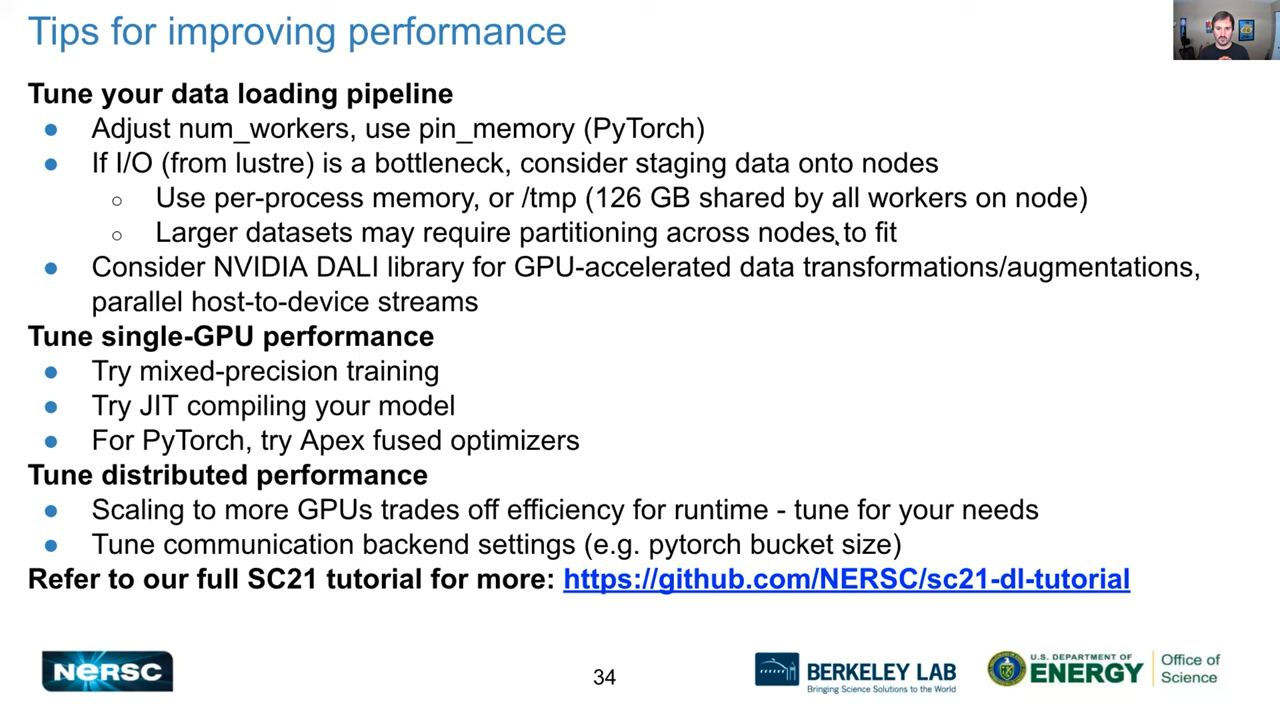 Tips for improving performance
Tune your data loading pipeline
● Adjust num_workers, use pin_memory (PyTorch)
● If I/O (from lustre) is a bottleneck, consider staging data onto nodes
○ Use per-process memory, or /tmp (126 GB shared by all workers on node)
○ Larger datasets may require partitioning across nodes to fit
● Consider NVIDIA DALI library for GPU-accelerated data transformations/augmentations,
parallel host-to-device streams
Tune single-GPU performance
● Try mixed-precision training
● Try JIT compiling your model
● For PyTorch, try Apex fused optimizers
Tune distributed performance
● Scaling to more GPUs trades off efficiency for runtime - tune for your needs
● Tune communication backend settings (e.g. pytorch bucket size)
Refer to our full SC21 tutorial for more: https://github.com/NERSC/sc21-dl-tutorial
NERSC
34
BERKELEY LAB
Bringing Science Solutions to the World
U.S. DEPARTMENT OF
ENERGY
Office of
Science